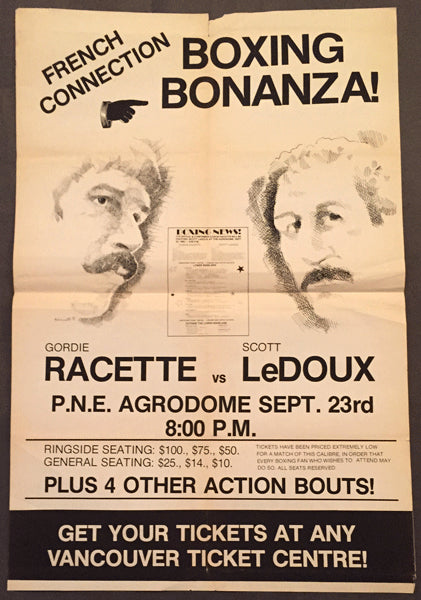 FRENCH
CONNECTION
BOXING
BONANZA!
BOXING NEWS!
GORDIE
RACETTE
vs
SCOTT
LeDOUX
P.N.E. AGRODOME SEPT. 23rd
8:00 P.M.
RINGSIDE SEATING: $100., $75., $50.
GENERAL SEATING: $25., $14., $10.
TICKETS HAVE BEEN PRICED EXTREMELY LOW
FOR A MATCH OF THIS CALIBRE, IN ORDER THAT
EVERY BOXING FAN WHO WISHES TO ATTEND MAY
DO SO. ALL SEATS RESERVED.
PLUS 4 OTHER ACTION BOUTS!
GET YOUR TICKETS AT ANY
VANCOUVER TICKET CENTRE!